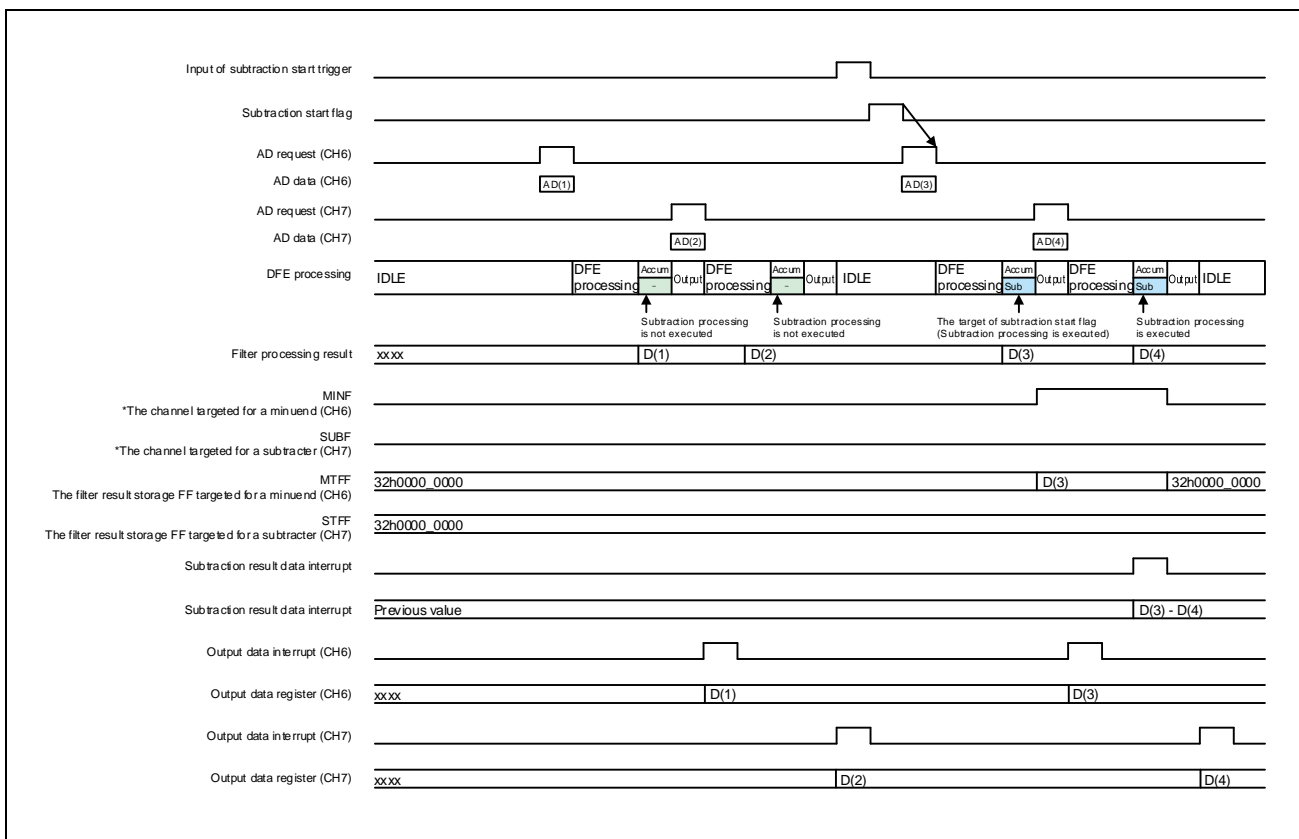 Input of subtraction start trigger
Subtraction start flag
AD request (CH6)
AD data (CH6)
AD(1)
AD(3)
AD request (CH7)
AD data (CH7)
AD(2)
AD(4)
DFE processing
IDLE
DFE processing
Accum
-
Output
DFE processing
Accum
-
Output
IDLE
DFE processing
Accum
Sub
Output
DFE processing
Accum
Sub
Output
IDLE
Subtraction processing
is not executed
Subtraction processing
is not executed
The target of subtraction start flag
(Subtraction processing is executed)
Subtraction processing
is executed
Filter processing result
xxxx
D(1)
D(2)
D(3)
D(4)
MINF
*The channel targeted for a minuend (CH6)
SUBF
*The channel targeted for a subtracter (CH7)
MTFF
The filter result storage FF targeted for a minuend (CH6)
32h0000_0000
D(3)
32h0000_0000
STFF
The filter result storage FF targeted for a subtracter (CH7)
32h0000_0000
Subtraction result data interrupt
Subtraction result data interrupt
Previous value
D(3) - D(4)
Output data interrupt (CH6)
Output data register (CH6)
xxxx
D(1)
D(3)
Output data interrupt (CH7)
Output data register (CH7)
xxxx
D(2)
D(4)